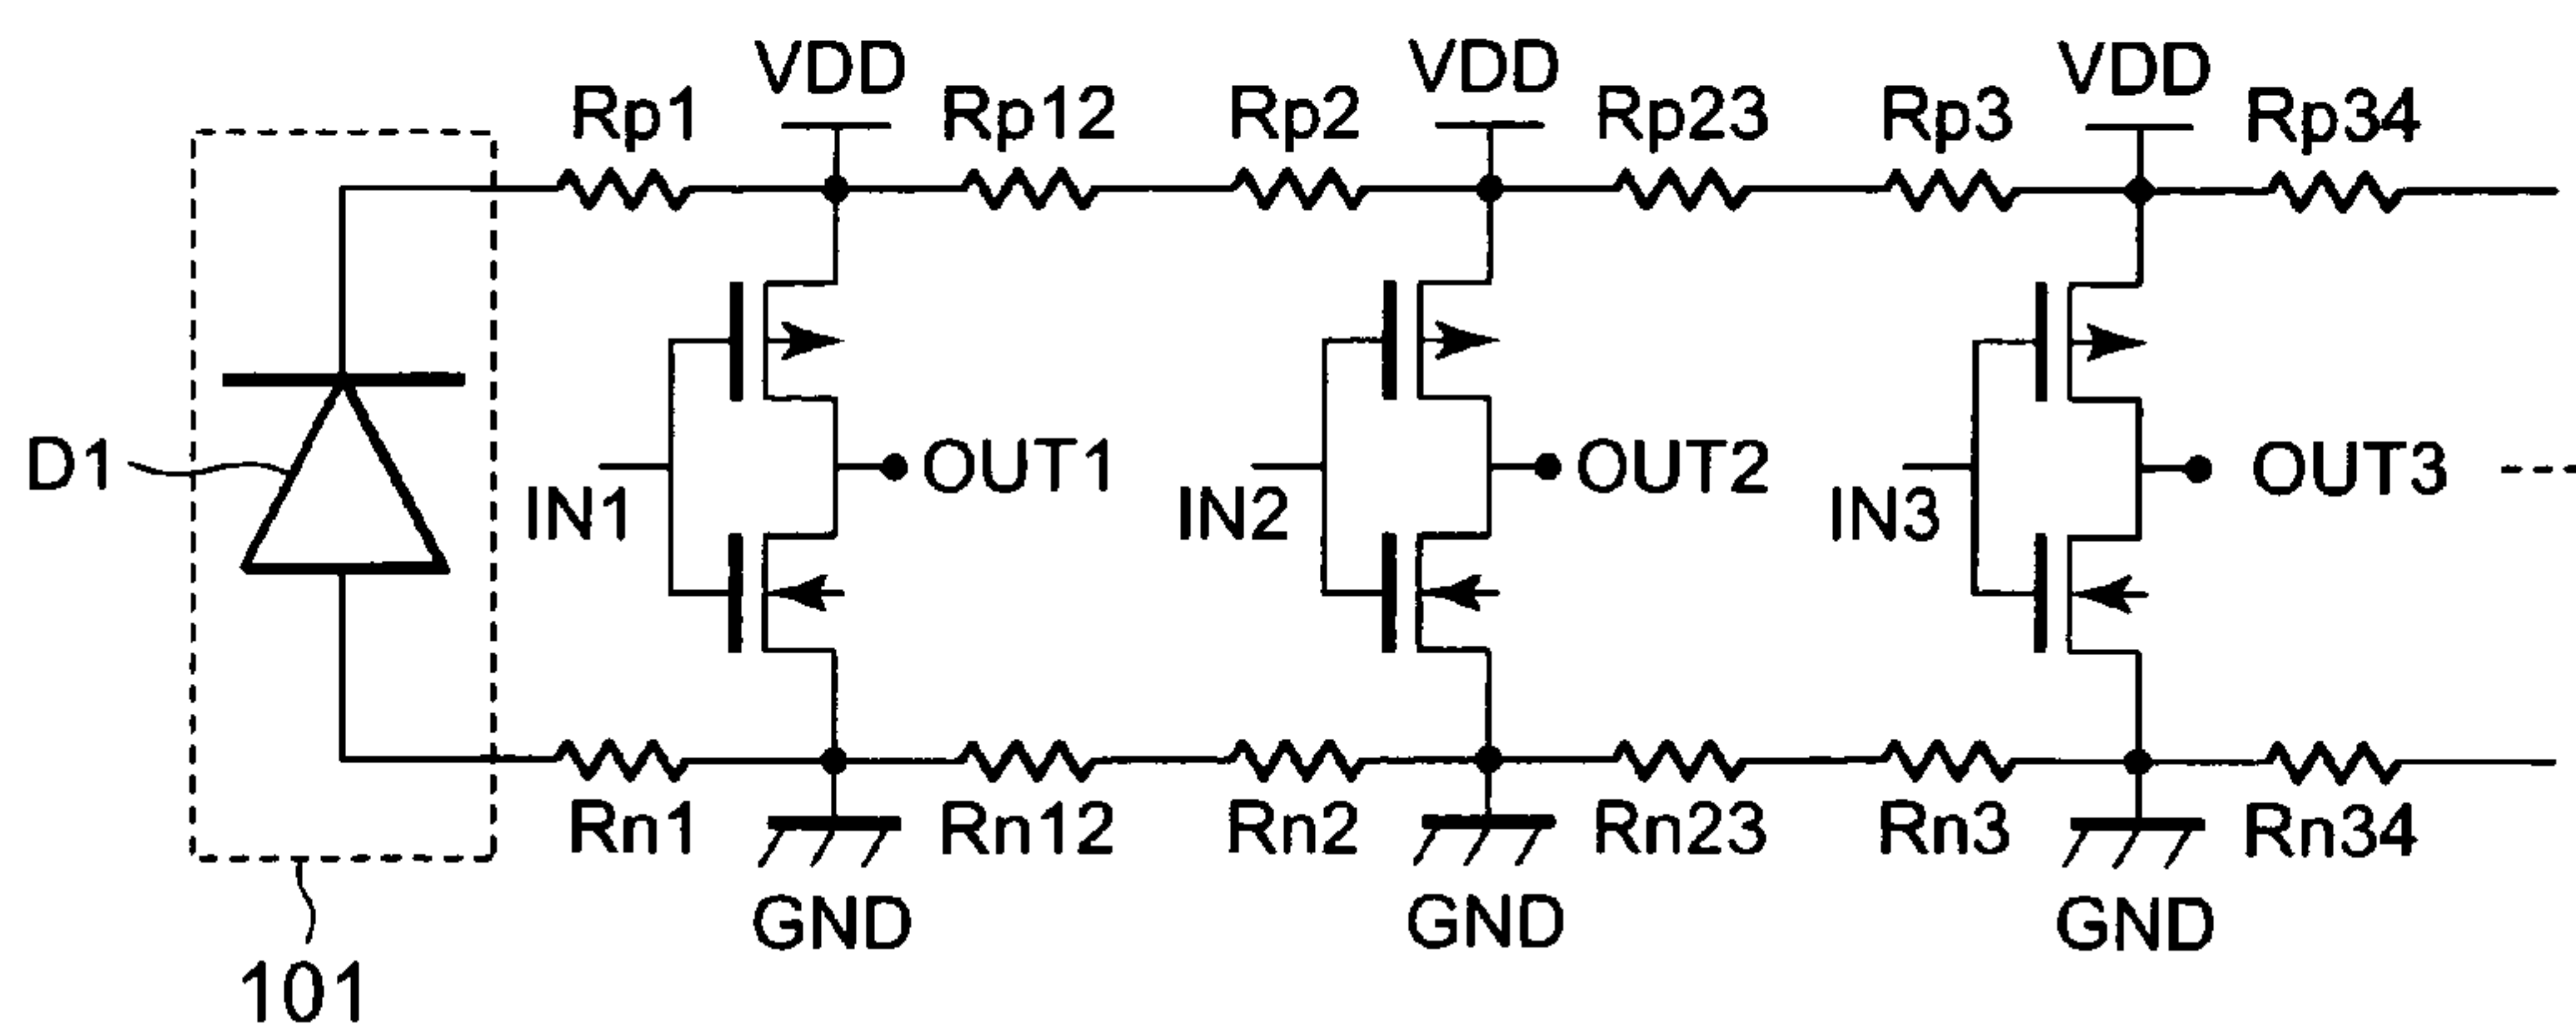 VDD VDD VDD
Rp1 Rp12 Rp2 Rp23 Rp3 Rp34
D1 OUT1 OUT2 OUT3
IN1 IN2 IN3
Rn1 Rn12 Rn2 Rn23 Rn3 Rn34
GND GND GND
101